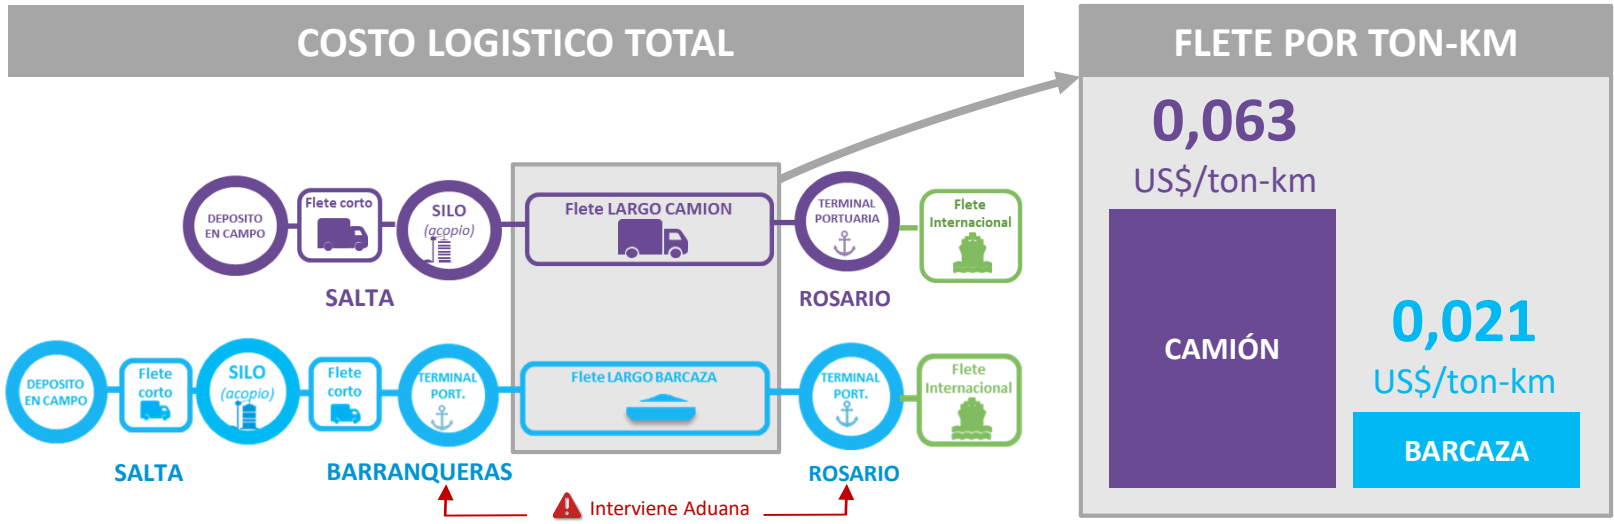 COSTO LOGISTICO TOTAL
FLETE POR TON-KM
DEPOSITO
EN CAMPO
Flete corto
SILO
(acopio)
Flete LARGO CAMION
TERMINAL
PORTUARIA
Flete
Internacional
SALTA
ROSARIO
DEPOSITO
EN CAMPO
Flete
corto
SILO
(acopio)
Flete
corto
TERMINAL
PORT.
Flete LARGO BARCAZA
TERMINAL
PORT.
Flete
Internacional
SALTA
BARRANQUERAS
ROSARIO
Interviene Aduana
0,063
US$/ton-km
CAMIÓN
0,021
US$/ton-km
BARCAZA